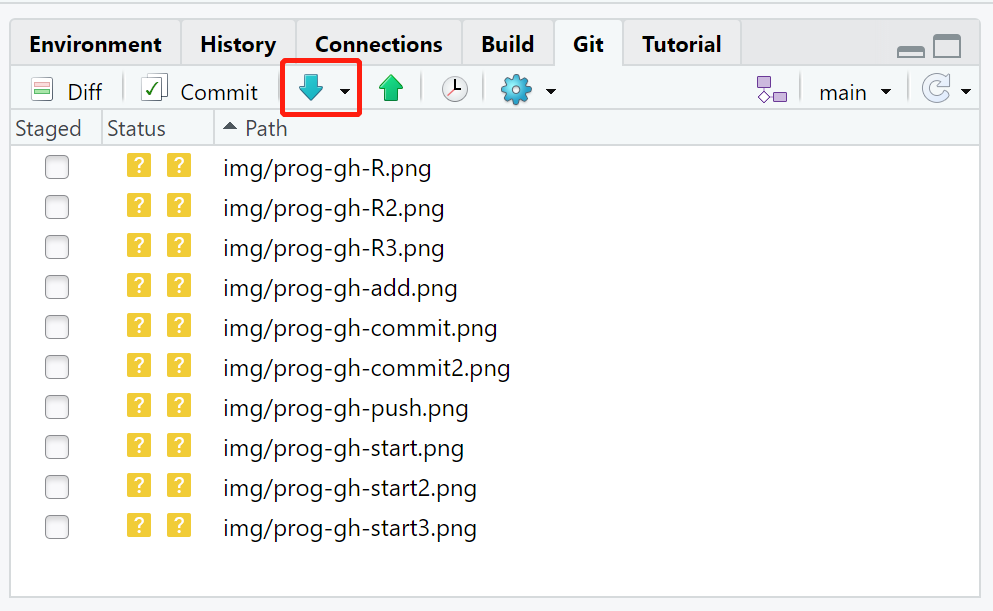 Environment History Connections Build Git Tutorial
Diff Commit main
Staged Status Path
? ? img/prog-gh-R.png
? ? img/prog-gh-R2.png
? ? img/prog-gh-R3.png
? ? img/prog-gh-add.png
? ? img/prog-gh-commit.png
? ? img/prog-gh-commit2.png
? ? img/prog-gh-push.png
? ? img/prog-gh-start.png
? ? img/prog-gh-start2.png
? ? img/prog-gh-start3.png